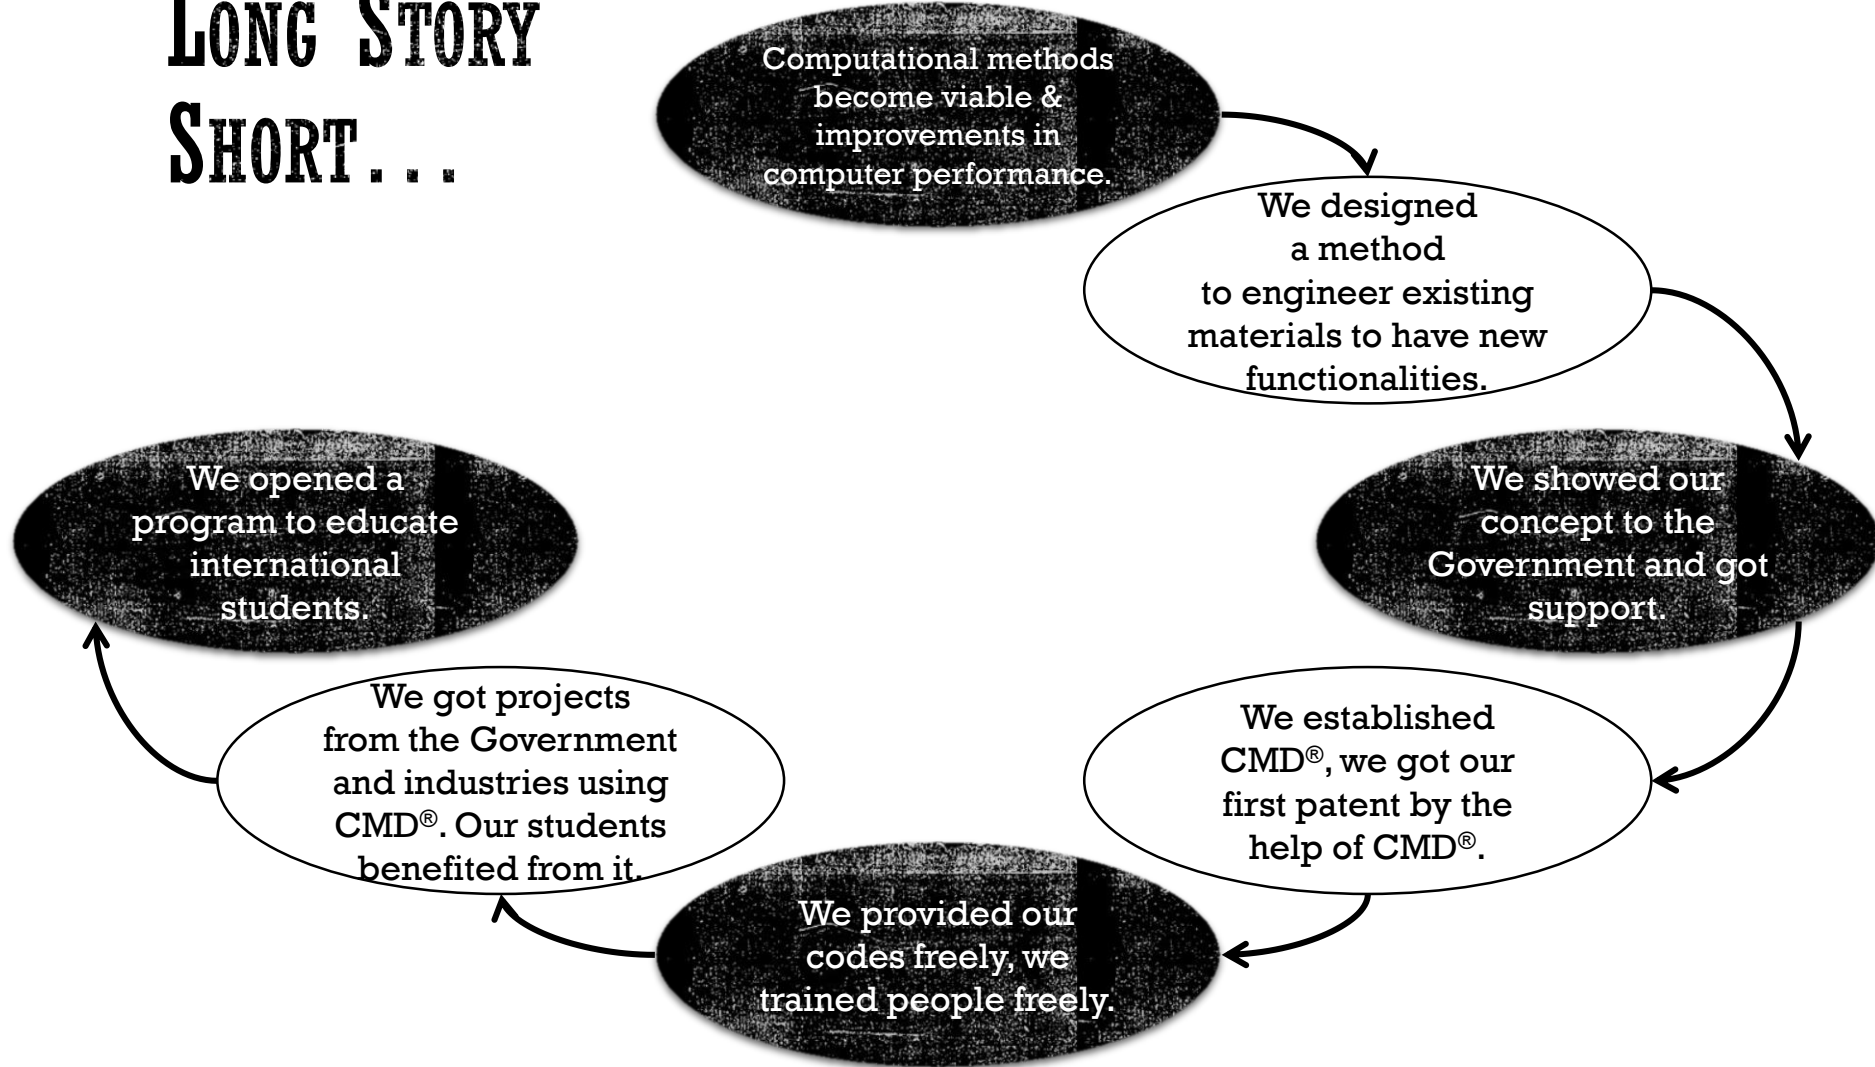 LONG STORY
SHORT...
Computational methods
become viable &
improvements in
computer performance.
We designed
a method
to engineer existing
materials to have new
functionalities.
We showed our
concept to the
Government and got
support.
We established
CMD®, we got our
first patent by the
help of CMD®.
We provided our
codes freely, we
trained people freely.
We got projects
from the Government
and industries using
CMD®. Our students
benefited from it.
We opened a
program to educate
international
students.